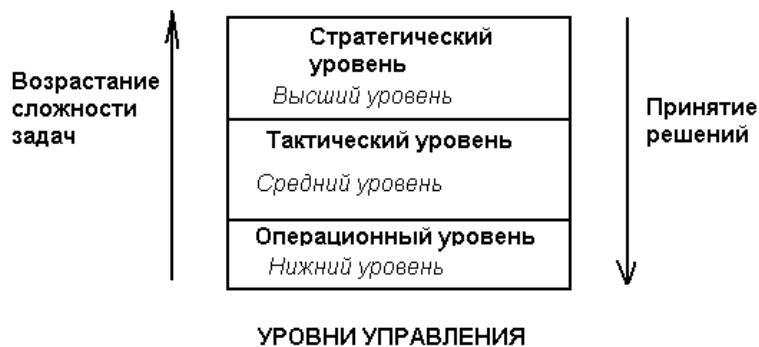 Возрастание
сложности
задач
Стратегический
уровень
Высший уровень
Тактический уровень
Средний уровень
Операционный уровень
Нижний уровень
Принятие
решений
УРОВНИ УПРАВЛЕНИЯ